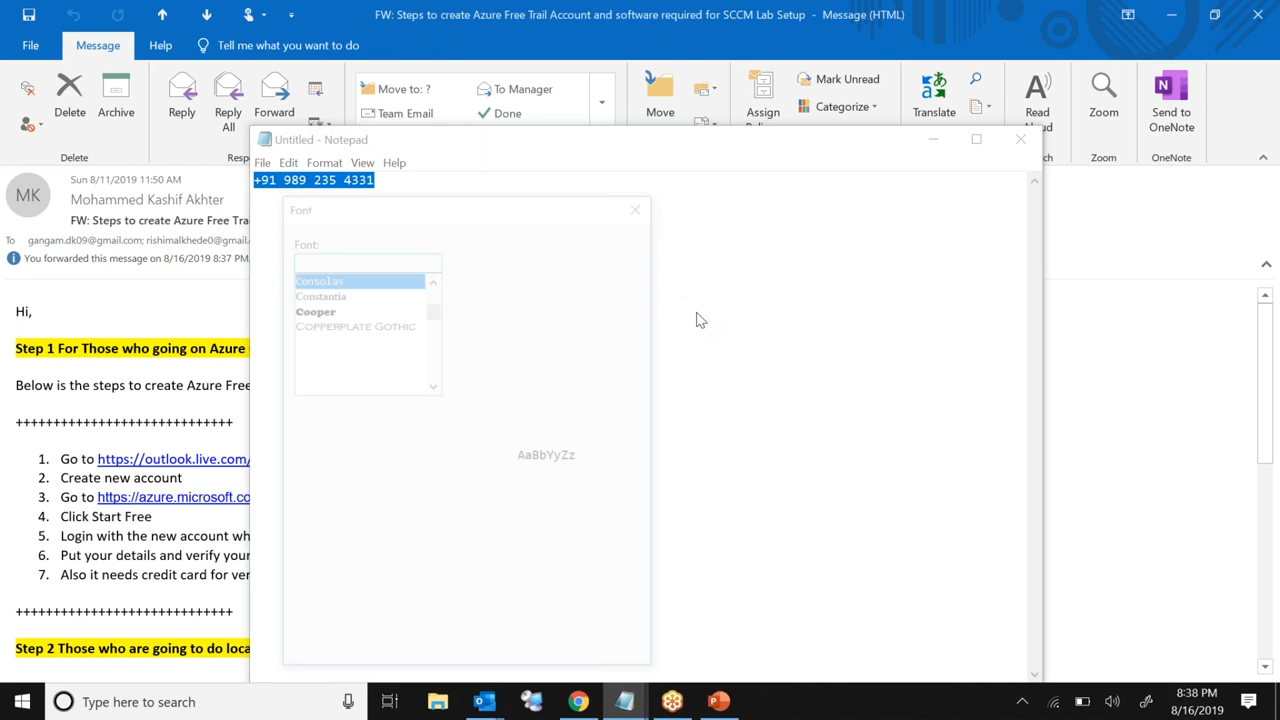 FW: Steps to create Azure Free Trail Account and software required for SCCM Lab Setup - Message (HTML)
File Message Help Tell me what you want to do
Move to: ? To Manager Mark Unread
Team Email Done Categorize
Delete Archive Reply Reply All Forward Move Assign Translate Read Zoom Send to OneNote
Delete Zoom OneNote
Untitled - Notepad
File Edit Format View Help
+91 989 235 4331
Font
Font:
Consolas
Constantia
Cooper
COPPERPLATE GOTHIC
AaBbYyZz
MK
Sun 8/11/2019 11:50 AM
Mohammed Kashif Akhter
FW: Steps to create Azure Free Trai
To gangam.dk09@gmail.com; rishimalkhede0@gmail.
You forwarded this message on 8/16/2019 8:37 PM.
Hi,
Step 1 For Those who going on Azure
Below is the steps to create Azure Free
++++++++++++++++++++++++++++
1. Go to https://outlook.live.com/
2. Create new account
3. Go to https://azure.microsoft.co
4. Click Start Free
5. Login with the new account wh
6. Put your details and verify your
7. Also it needs credit card for ver
++++++++++++++++++++++++++++
Step 2 Those who are going to do loca
Type here to search
8:38 PM
8/16/2019